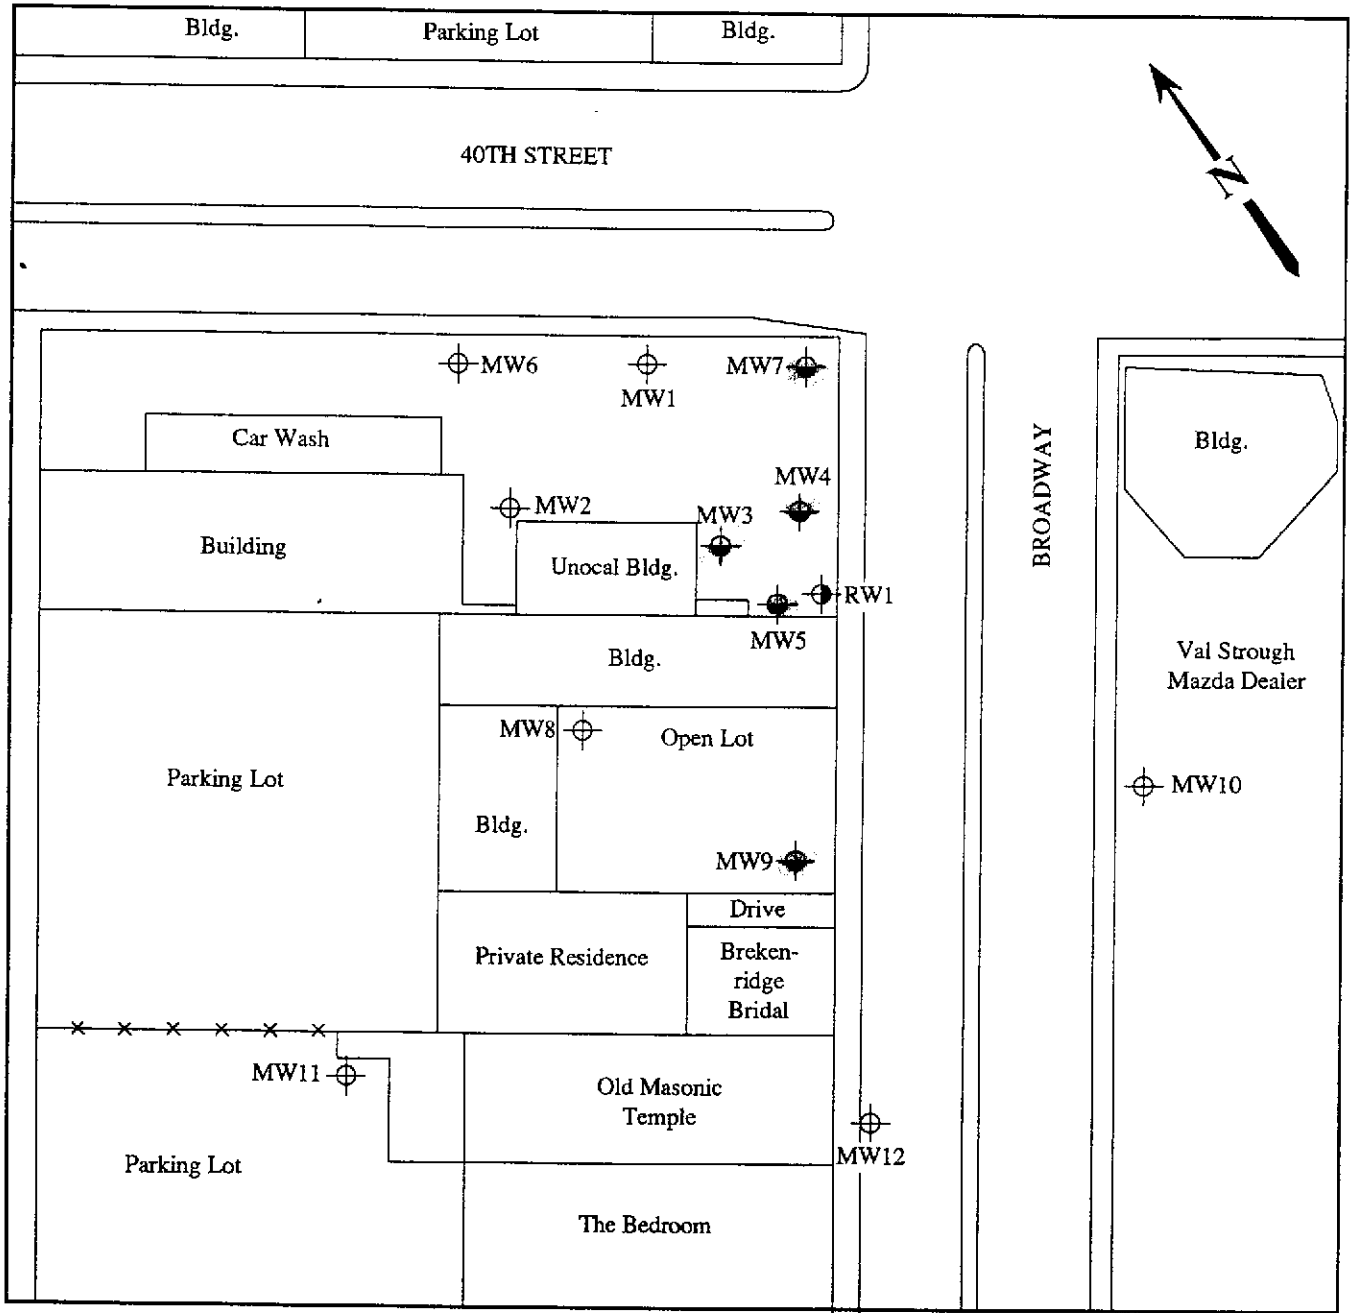 Bldg.
Parking Lot
Bldg.
40TH STREET
N
MW6
MW1
MW7
Car Wash
BROADWAY
Bldg.
MW4
MW2
MW3
Building
Unocal Bldg.
RW1
MW5
Bldg.
Val Strough
Mazda Dealer
MW8
Open Lot
Parking Lot
MW10
Bldg.
MW9
Drive
Private Residence
Breken-
ridge
Bridal
MW11
Old Masonic
Temple
MW12
Parking Lot
The Bedroom